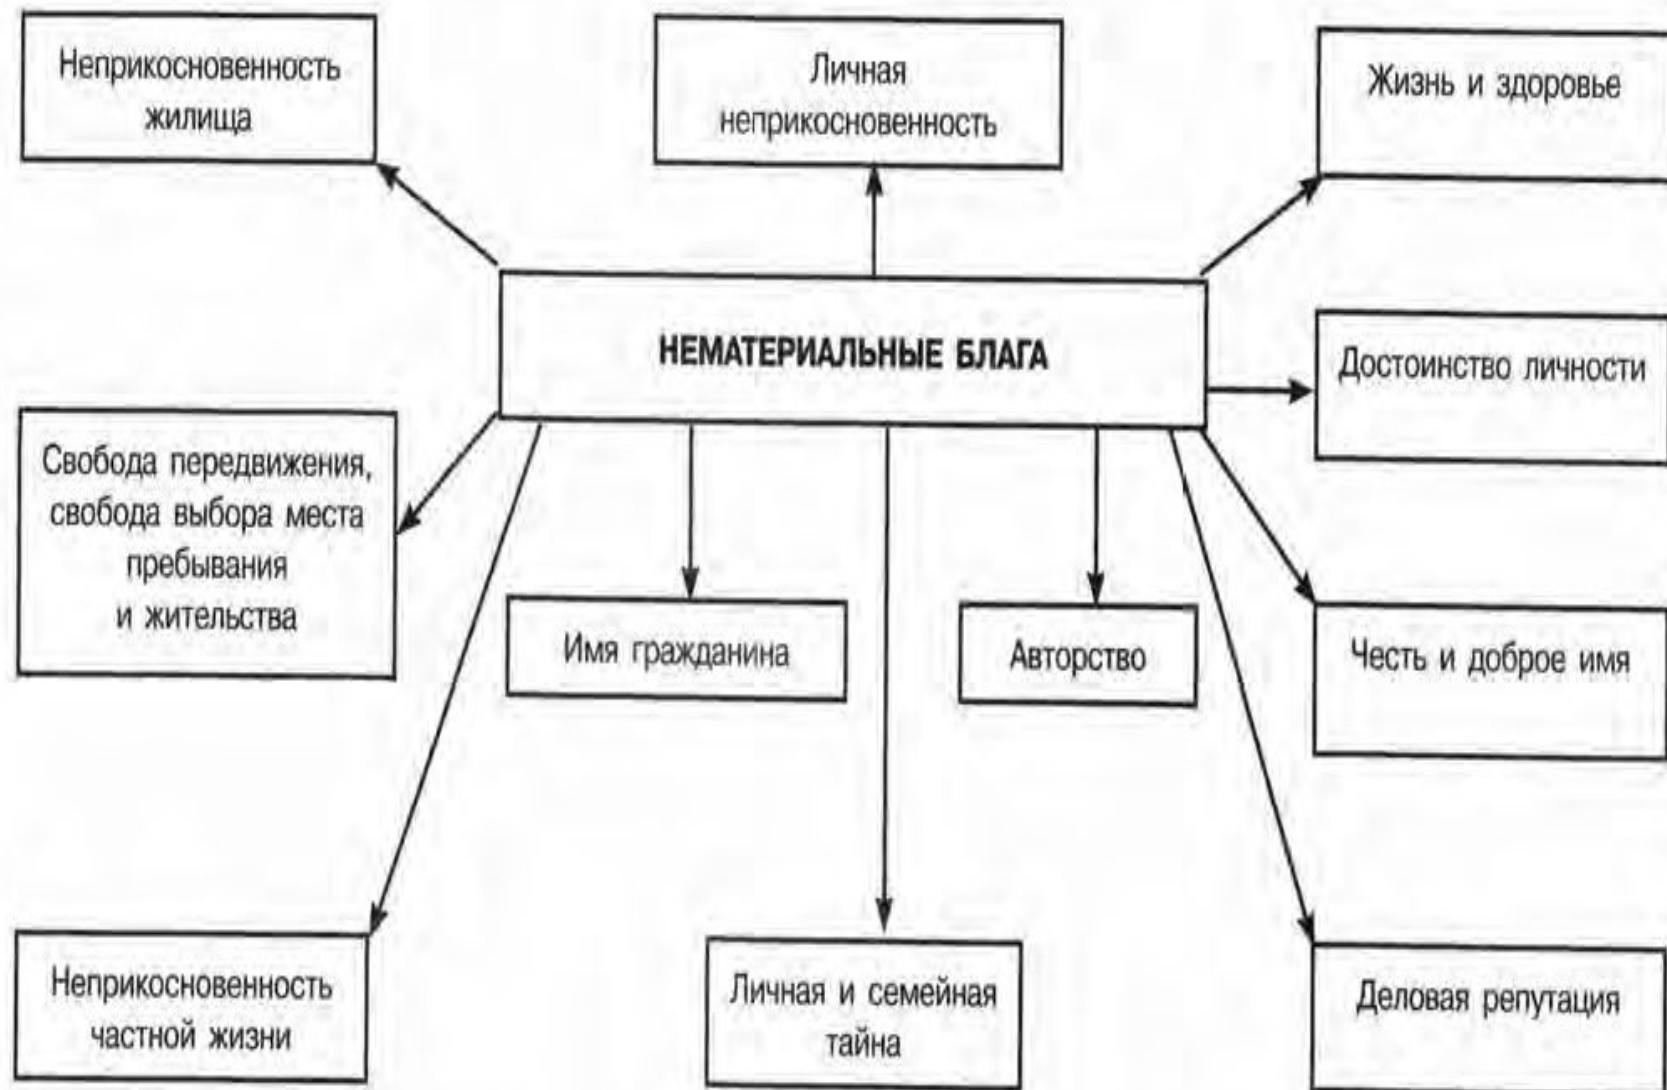 Неприкосновенность
жилища
Личная
неприкосновенность
Жизнь и здоровье
НЕМАТЕРИАЛЬНЫЕ БЛАГА
Достоинство личности
Свобода передвижения,
свобода выбора места
пребывания
и жительства
Имя гражданина
Авторство
Честь и доброе имя
Неприкосновенность
частной жизни
Личная и семейная
тайна
Деловая репутация